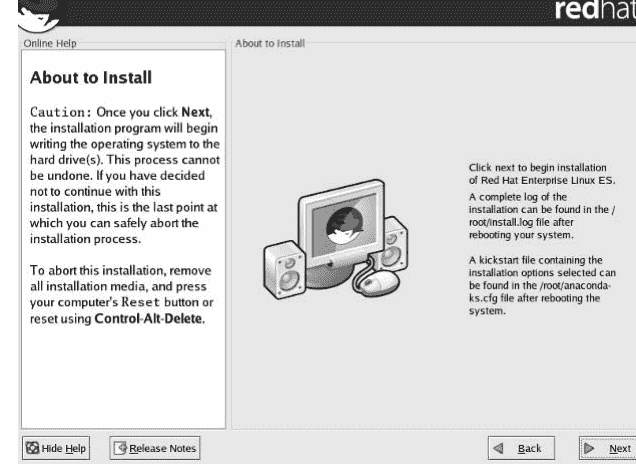 redhat
Online Help
About to Install
About to Install
Caution: Once you click Next,
the installation program will begin
writing the operating system to the
hard drive(s). This process cannot
be undone. If you have decided
not to continue with this
installation, this is the last point at
which you can safely abort the
installation process.
To abort this installation, remove
all installation media, and press
your computer's Reset button or
reset using Control-Alt-Delete.
Click next to begin installation
of Red Hat Enterprise Linux ES.
A complete log of the
installation can be found in the /
root/install.log file after
rebooting your system.
A kickstart file containing the
installation options selected can
be found in the /root/anaconda-
ks.cfg file after rebooting the
system.
Hide Help
Release Notes
Back
Next